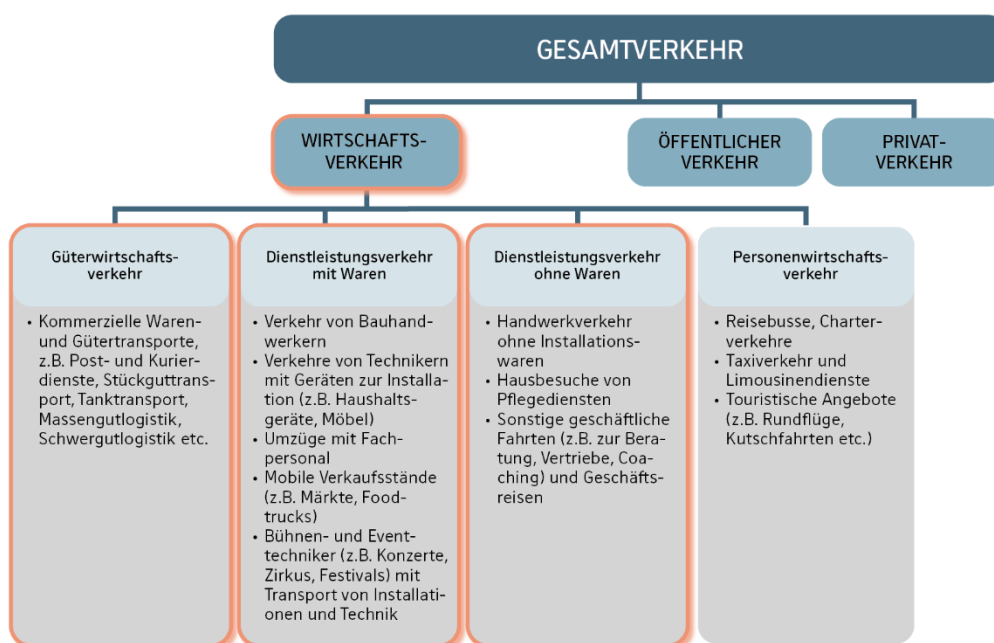 GESAMTVERKEHR
WIRTSCHAFTS-
VERKEHR
ÖFFENTLICHER
VERKEHR
PRIVAT-
VERKEHR
Güterwirtschafts-
verkehr
• Kommerzielle Waren-
und Gütertransporte,
z.B. Post- und Kurier-
dienste, Stückguttrans-
port, Tanktransport,
Massengutlogistik,
Schwergutlogistik etc.
Dienstleistungsverkehr
mit Waren
• Verkehr von Bauhand-
werkern
• Verkehre von Technikern
mit Geräten zur Installa-
tion (z.B. Haushalts-
geräte, Möbel)
• Umzüge mit Fach-
personal
• Mobile Verkaufsstände
(z.B. Märkte, Food-
trucks)
• Bühnen- und Event-
techniker (z.B. Konzerte,
Zirkus, Festivals) mit
Transport von Installati-
onen und Technik
Dienstleistungsverkehr
ohne Waren
• Handwerkverkehr
ohne Installations-
waren
• Hausbesuche von
Pflegediensten
• Sonstige geschäftliche
Fahrten (z.B. zur Bera-
tung, Vertriebe, Coa-
ching) und Geschäfts-
reisen
Personenwirtschafts-
verkehr
• Reisebusse, Charter-
verkehre
• Taxiverkehr und
Limousinendienste
• Touristische Angebote
(z.B. Rundflüge,
Kutschfahrten etc.)